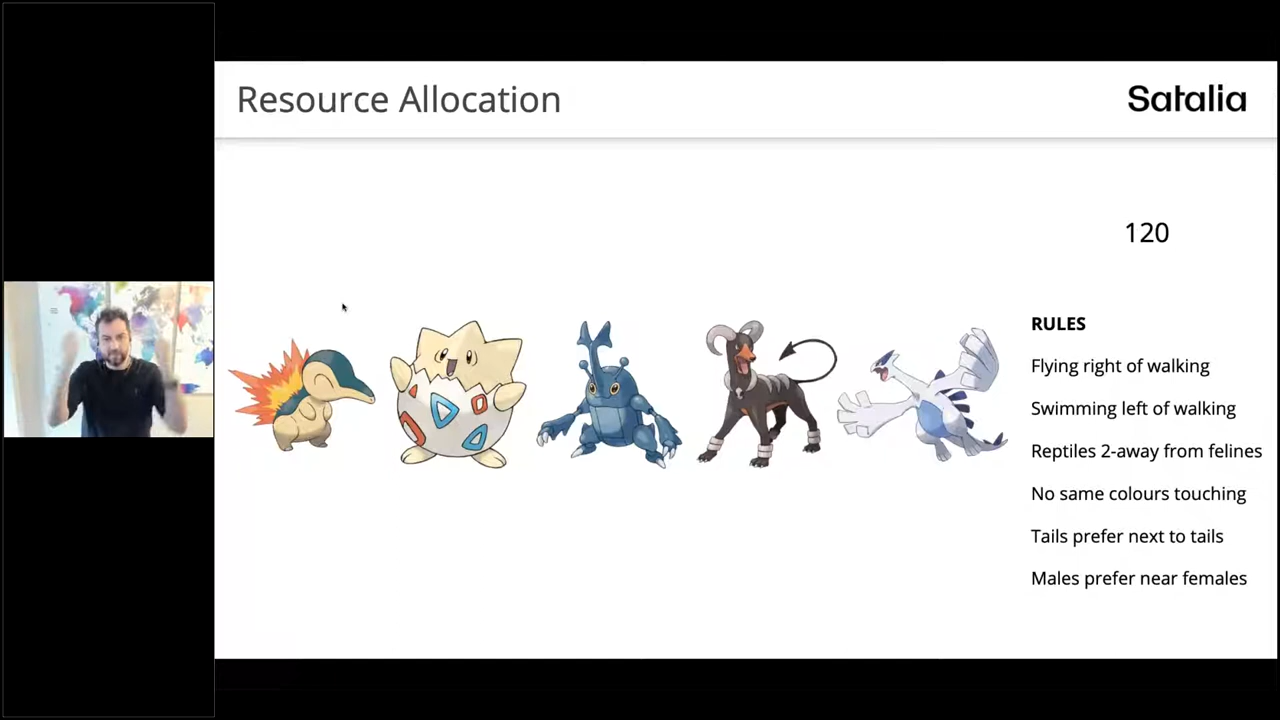 Resource Allocation
Satalia
120
RULES
Flying right of walking
Swimming left of walking
Reptiles 2-away from felines
No same colours touching
Tails prefer next to tails
Males prefer near females